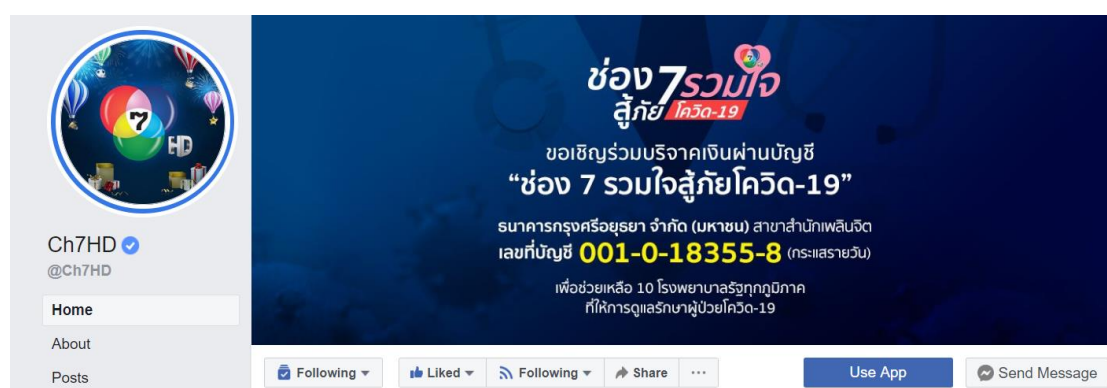 7
HD
Ch7HD
@Ch7HD
Home
About
Posts
7
ช่อง 7 รวมใจ
สู้ภัย โควิด-19
ขอเชิญร่วมบริจาคเงินผ่านบัญชี
“ช่อง 7 รวมใจสู้ภัยโควิด-19”
ธนาคารกรุงศรีอยุธยา จำกัด (มหาชน) สาขาสำนักเพลินจิต
เลขที่บัญชี 001-0-18355-8 (กระแสรายวัน)
เพื่อช่วยเหลือ 10 โรงพยาบาลรัฐทุกภูมิภาค
ที่ให้การดูแลรักษาผู้ป่วยโควิด-19
Following Liked Following Share ... Use App Send Message